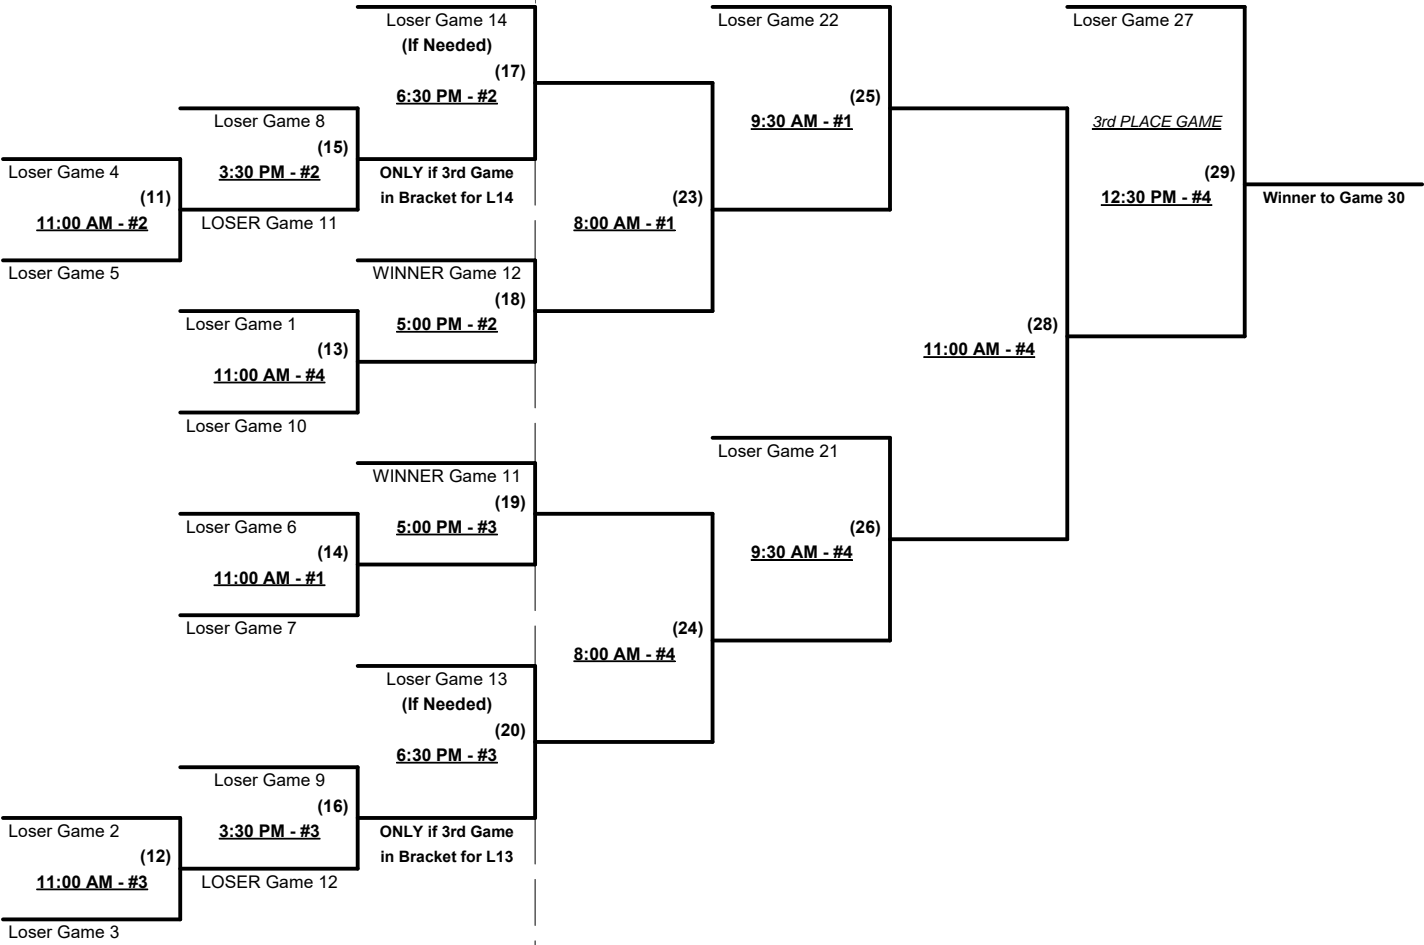 Loser Game 14
(If Needed)
(17)
6:30 PM - #2
Loser Game 8
(15)
3:30 PM - #2
Loser Game 4
(11)
11:00 AM - #2
LOSER Game 11
Loser Game 5
ONLY if 3rd Game
in Bracket for L14
WINNER Game 12
(18)
5:00 PM - #2
Loser Game 1
(13)
11:00 AM - #4
Loser Game 10
WINNER Game 11
(19)
5:00 PM - #3
Loser Game 6
(14)
11:00 AM - #1
Loser Game 7
Loser Game 13
(If Needed)
(20)
6:30 PM - #3
Loser Game 9
(16)
3:30 PM - #3
Loser Game 2
(12)
11:00 AM - #3
LOSER Game 12
Loser Game 3
ONLY if 3rd Game
in Bracket for L13
Loser Game 22
(25)
9:30 AM - #1
(23)
8:00 AM - #1
Loser Game 21
(26)
9:30 AM - #4
(24)
8:00 AM - #4
(28)
11:00 AM - #4
Loser Game 27
3rd PLACE GAME
(29)
12:30 PM - #4
Winner to Game 30